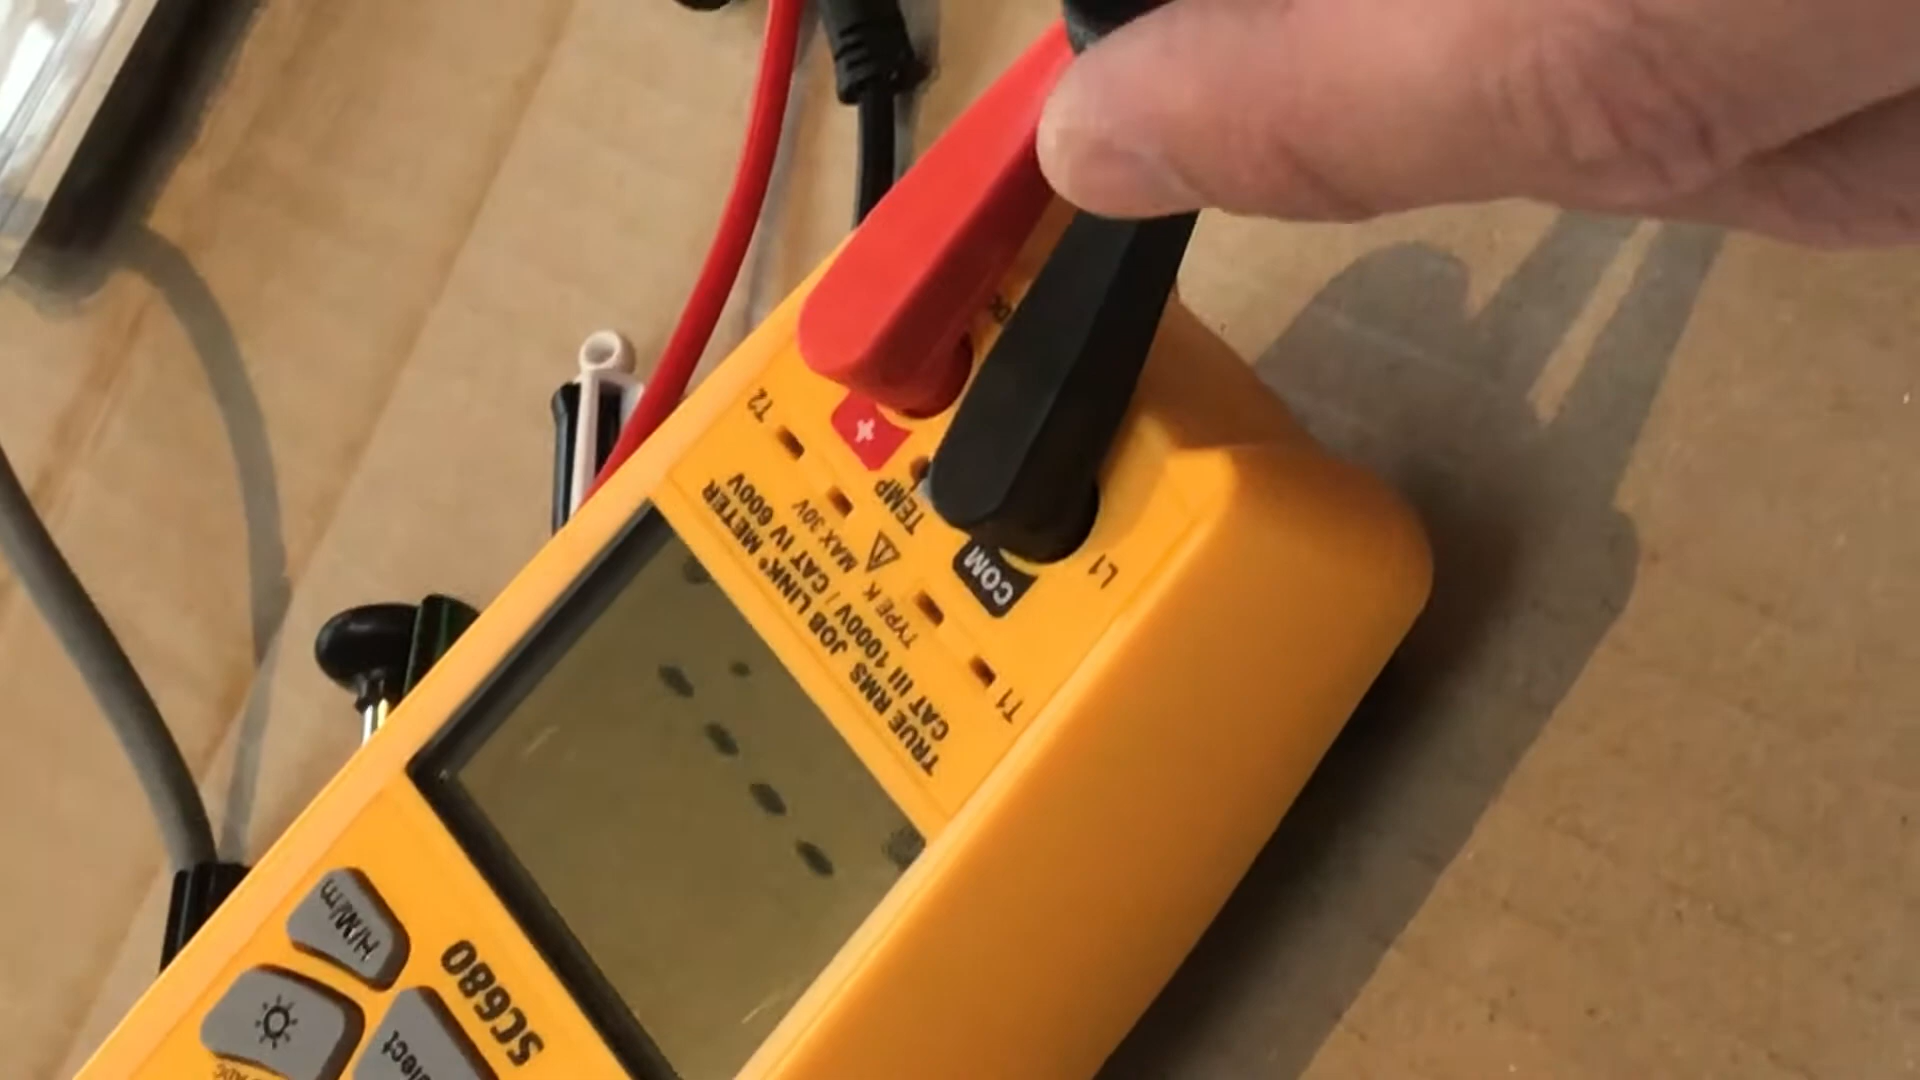 T2
+
L1
COM
TEMP
T1
MAX 30V
TYPE K
TRUE RMS JOB LINK® METER
CAT III 1000V / CAT IV 600V
SC680
H/M/m